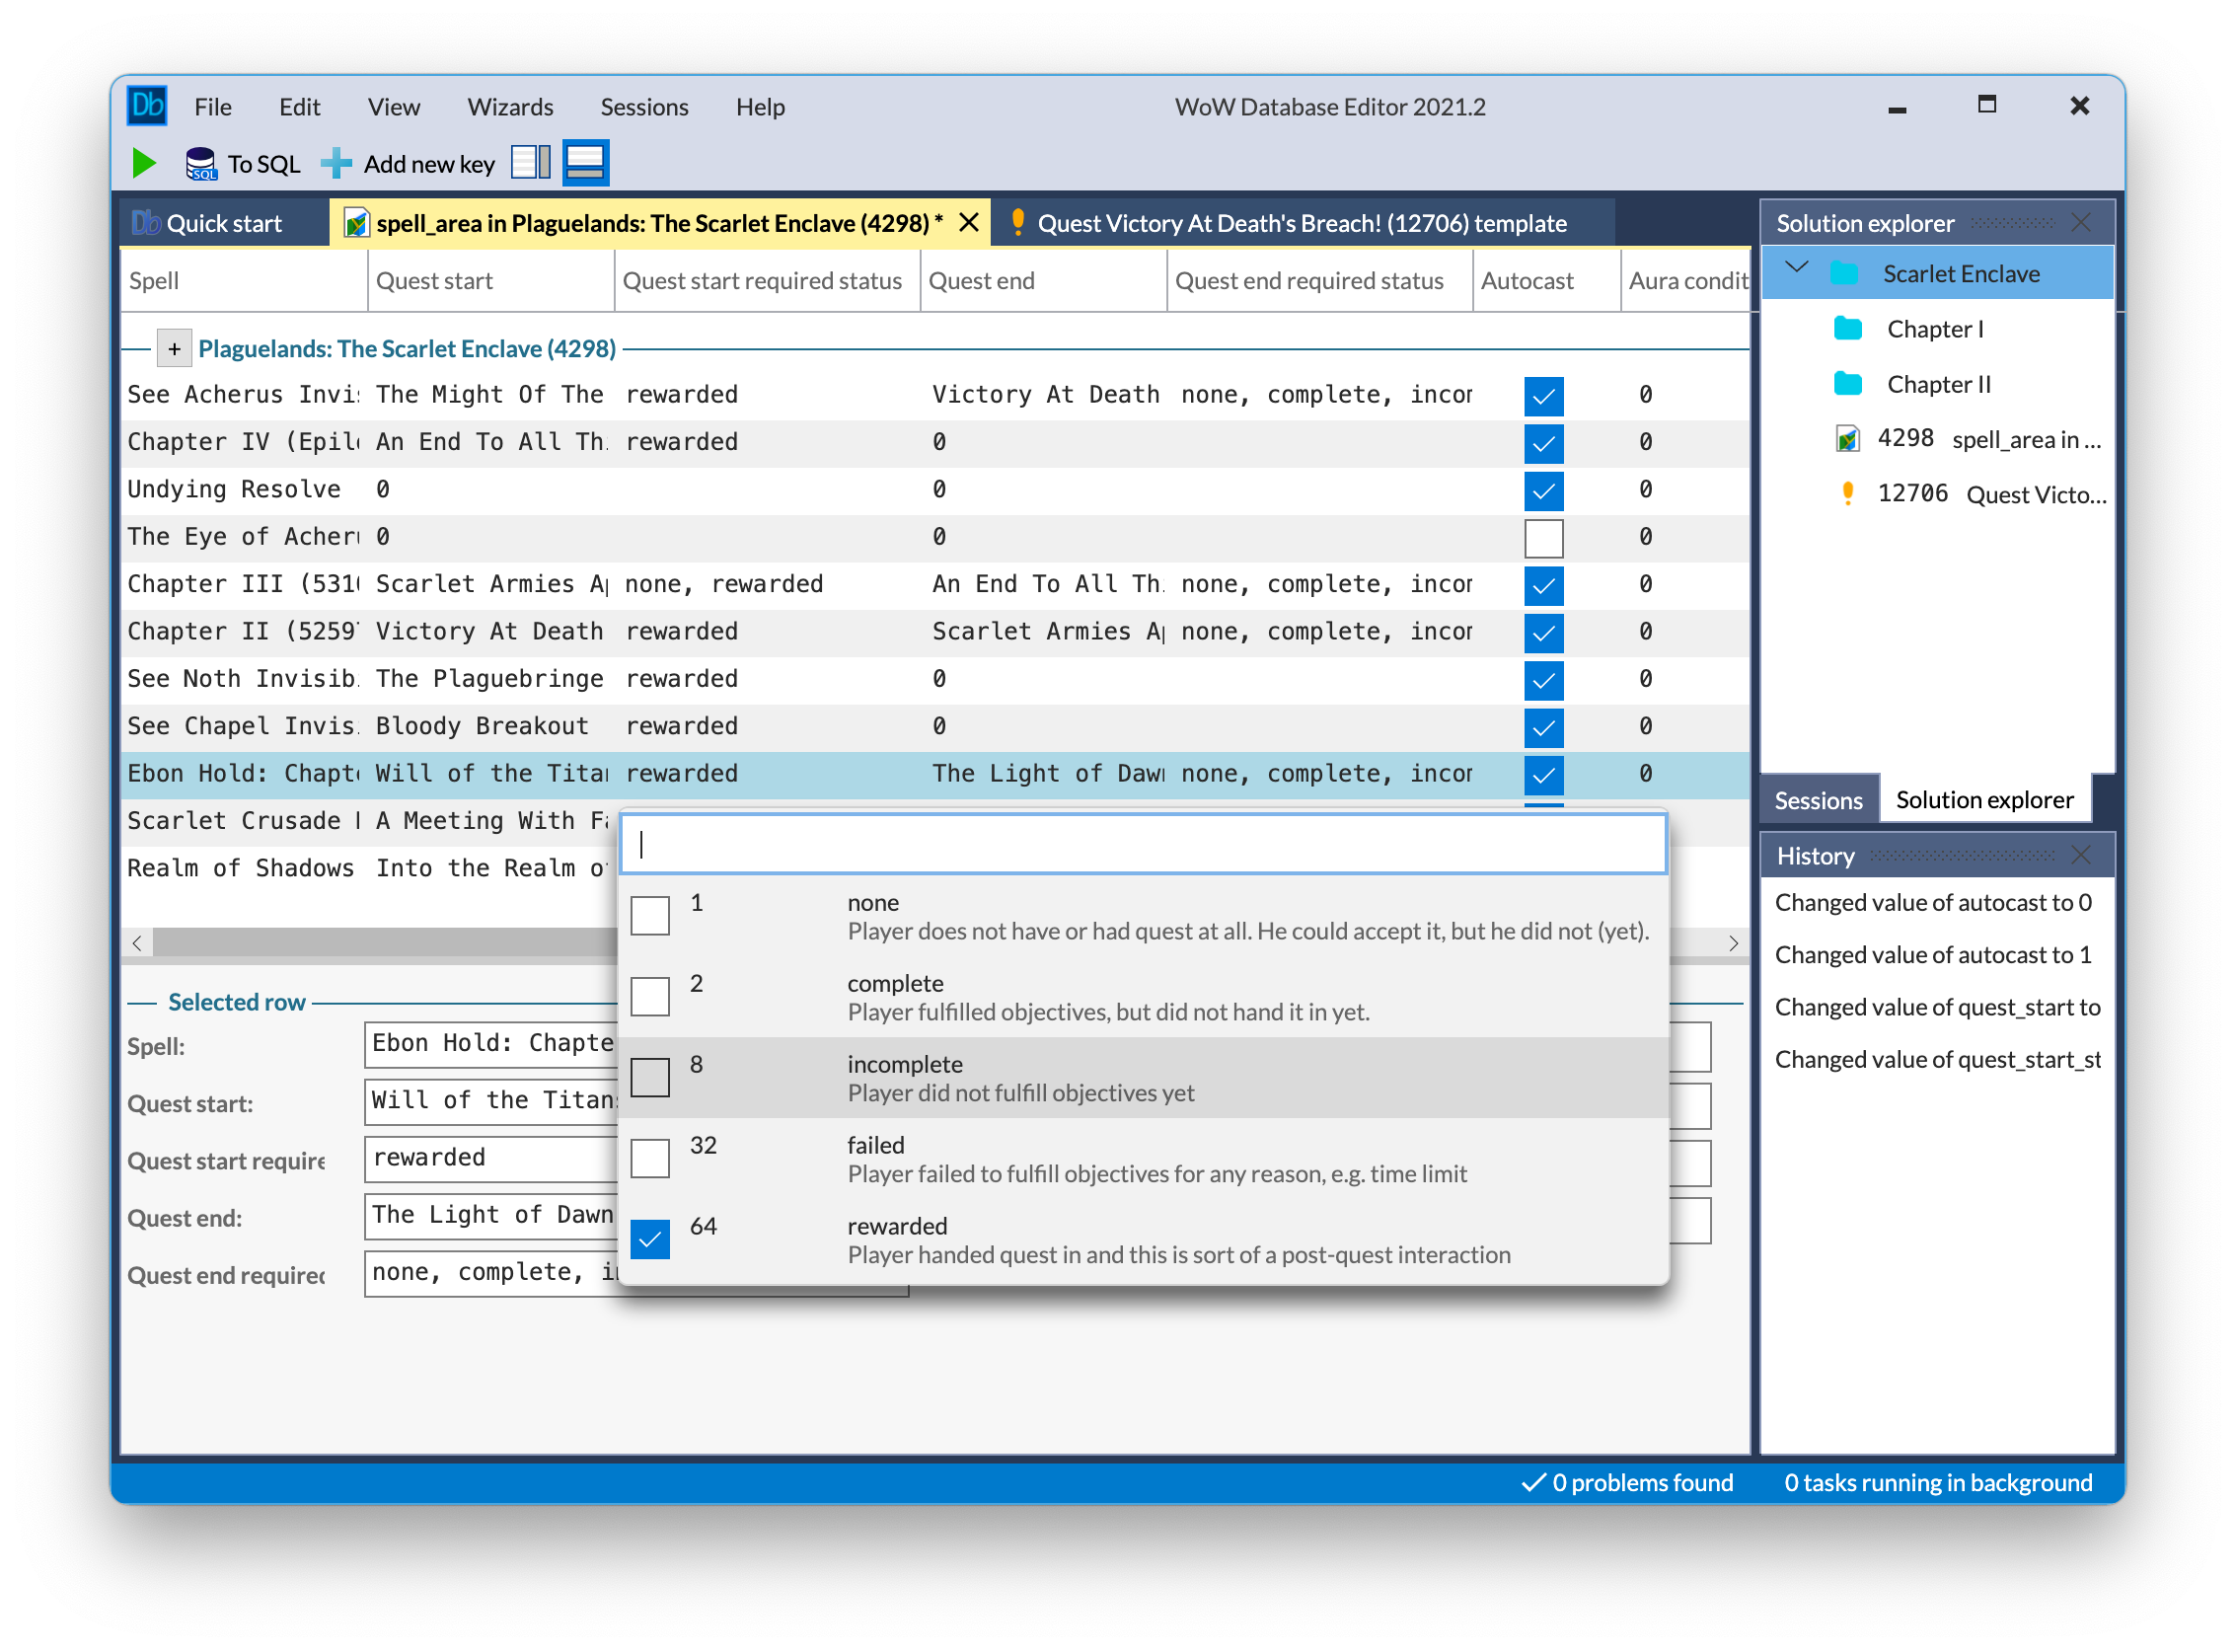 Db File Edit View Wizards Sessions Help WoW Database Editor 2021.2
SQL To SQL Add new key
Db Quick start spell_area in Plaguelands: The Scarlet Enclave (4298) * Quest Victory At Death's Breach! (12706) template
Spell Quest start Quest start required status Quest end Quest end required status Autocast Aura condit
+ Plaguelands: The Scarlet Enclave (4298)
See Acherus Invi The Might Of The rewarded Victory At Death none, complete, incor 0
Chapter IV (Epil An End To All Th rewarded 0 0
Undying Resolve 0 0 0
The Eye of Acher 0 0 0
Chapter III (531 Scarlet Armies A none, rewarded An End To All Th none, complete, incor 0
Chapter II (5259 Victory At Death rewarded Scarlet Armies A none, complete, incor 0
See Noth Invisib The Plaguebringe rewarded 0 0
See Chapel Invis Bloody Breakout rewarded 0 0
Ebon Hold: Chapt Will of the Tita rewarded The Light of Daw none, complete, incor 0
Scarlet Crusade A Meeting With Fa
Realm of Shadows Into the Realm o
1 none
Player does not have or had quest at all. He could accept it, but he did not (yet).
2 complete
Player fulfilled objectives, but did not hand it in yet.
8 incomplete
Player did not fulfill objectives yet
32 failed
Player failed to fulfill objectives for any reason, e.g. time limit
64 rewarded
Player handed quest in and this is sort of a post-quest interaction
Selected row
Spell: Ebon Hold: Chapte
Quest start: Will of the Titan
Quest start require rewarded
Quest end: The Light of Dawn
Quest end required none, complete, i
Solution explorer
Scarlet Enclave
Chapter I
Chapter II
4298 spell_area in ...
12706 Quest Victo...
Sessions Solution explorer
History
Changed value of autocast to 0
Changed value of autocast to 1
Changed value of quest_start to
Changed value of quest_start_st
0 problems found 0 tasks running in background